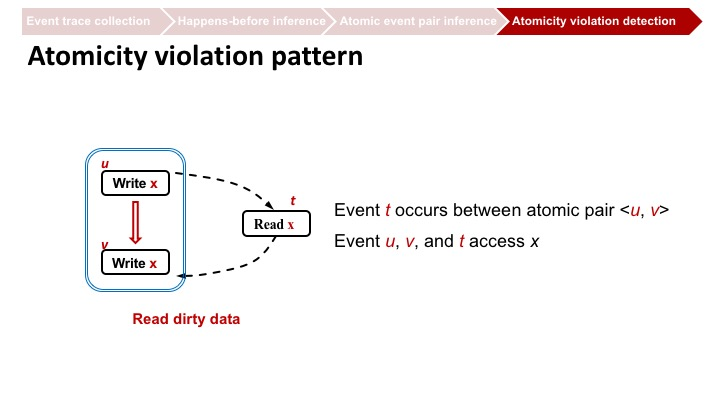 Event trace collection
Happens-before inference
Atomic event pair inference
Atomicity violation detection
Atomicity violation pattern
u
Write x
t
Read x
v
Write x
Event t occurs between atomic pair <u, v>
Event u, v, and t access x
Read dirty data